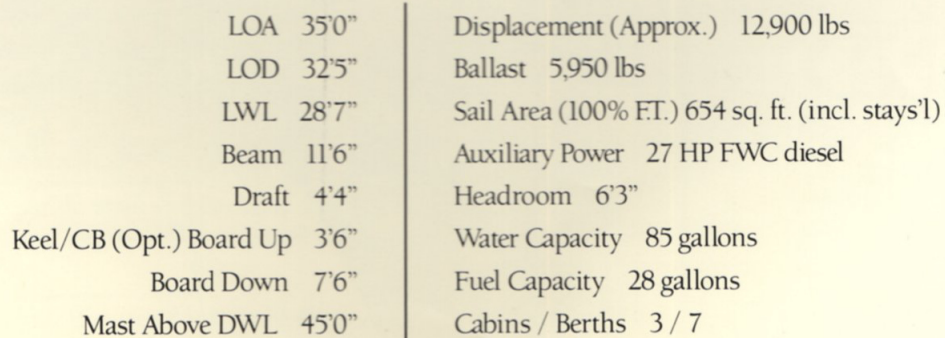 LOA 35'0"
LOD 32'5"
LWL 28'7"
Beam 11'6"
Draft 4'4"
Keel/CB (Opt.) Board Up 3'6"
Board Down 7'6"
Mast Above DWL 45'0"
Displacement (Approx.) 12,900 lbs
Ballast 5,950 lbs
Sail Area (100% F.T.) 654 sq. ft. (incl. stays'l)
Auxiliary Power 27 HP FWC diesel
Headroom 6'3"
Water Capacity 85 gallons
Fuel Capacity 28 gallons
Cabins / Berths 3 / 7